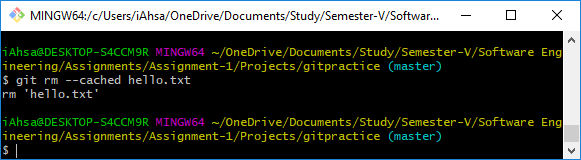 MINGW64:/c/Users/iAhsa/OneDrive/Documents/Study/Semester-V/Softwar...
iAhsa@DESKTOP-S4CCM9R MINGW64 ~/OneDrive/Documents/Study/Semester-V/Software Eng
ineering/Assignments/Assignment-1/Projects/gitpractice (master)
$ git rm --cached hello.txt
rm 'hello.txt'
iAhsa@DESKTOP-S4CCM9R MINGW64 ~/OneDrive/Documents/Study/Semester-V/Software Eng
ineering/Assignments/Assignment-1/Projects/gitpractice (master)
$